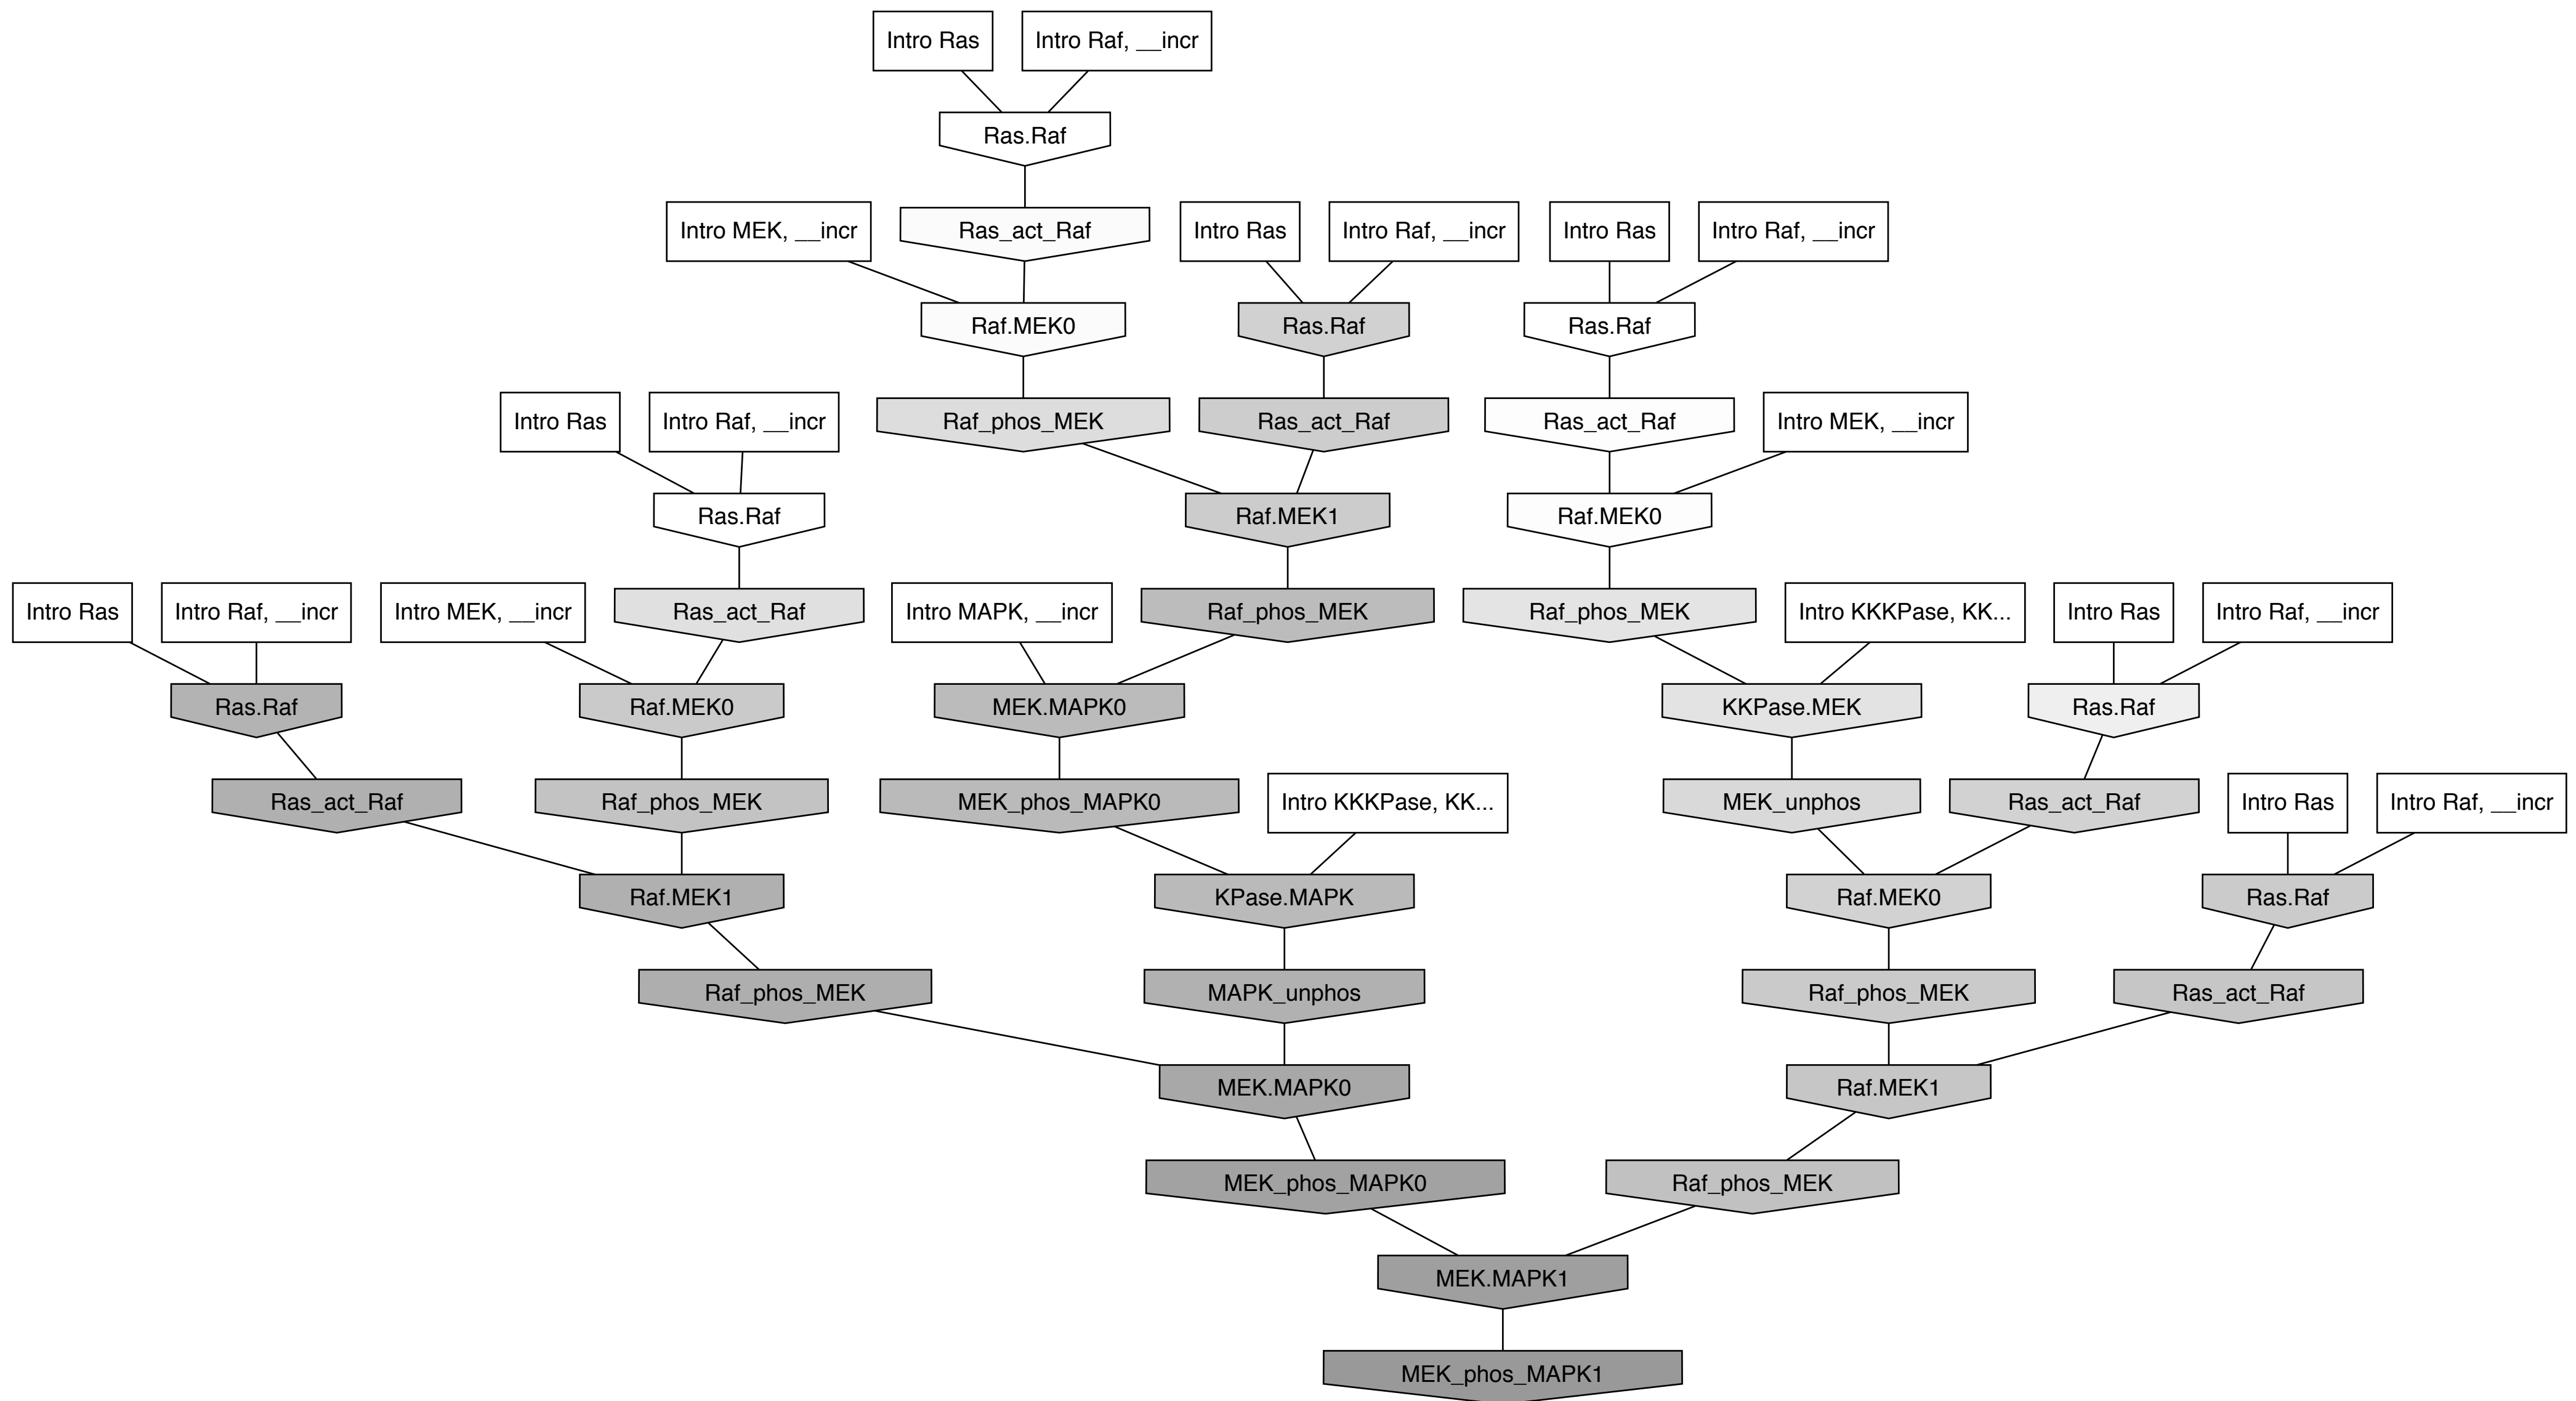 Intro Ras
Intro Raf, __incr
Ras.Raf
Intro MEK, __incr
Ras_act_Raf
Intro Ras
Intro Raf, __incr
Intro Ras
Intro Raf, __incr
Raf.MEK0
Ras.Raf
Ras.Raf
Intro Ras
Intro Raf, __incr
Raf_phos_MEK
Ras_act_Raf
Ras_act_Raf
Intro MEK, __incr
Ras.Raf
Raf.MEK1
Raf.MEK0
Intro Ras
Intro Raf, __incr
Intro MEK, __incr
Ras_act_Raf
Intro MAPK, __incr
Raf_phos_MEK
Raf_phos_MEK
Intro KKKPase, KK...
Intro Ras
Intro Raf, __incr
Ras.Raf
Raf.MEK0
MEK.MAPK0
KKPase.MEK
Ras.Raf
Ras_act_Raf
Raf_phos_MEK
MEK_phos_MAPK0
Intro KKKPase, KK...
MEK_unphos
Ras_act_Raf
Intro Ras
Intro Raf, __incr
Raf.MEK1
KPase.MAPK
Raf.MEK0
Ras.Raf
Raf_phos_MEK
MAPK_unphos
Raf_phos_MEK
Ras_act_Raf
MEK.MAPK0
Raf.MEK1
MEK_phos_MAPK0
Raf_phos_MEK
MEK.MAPK1
MEK_phos_MAPK1